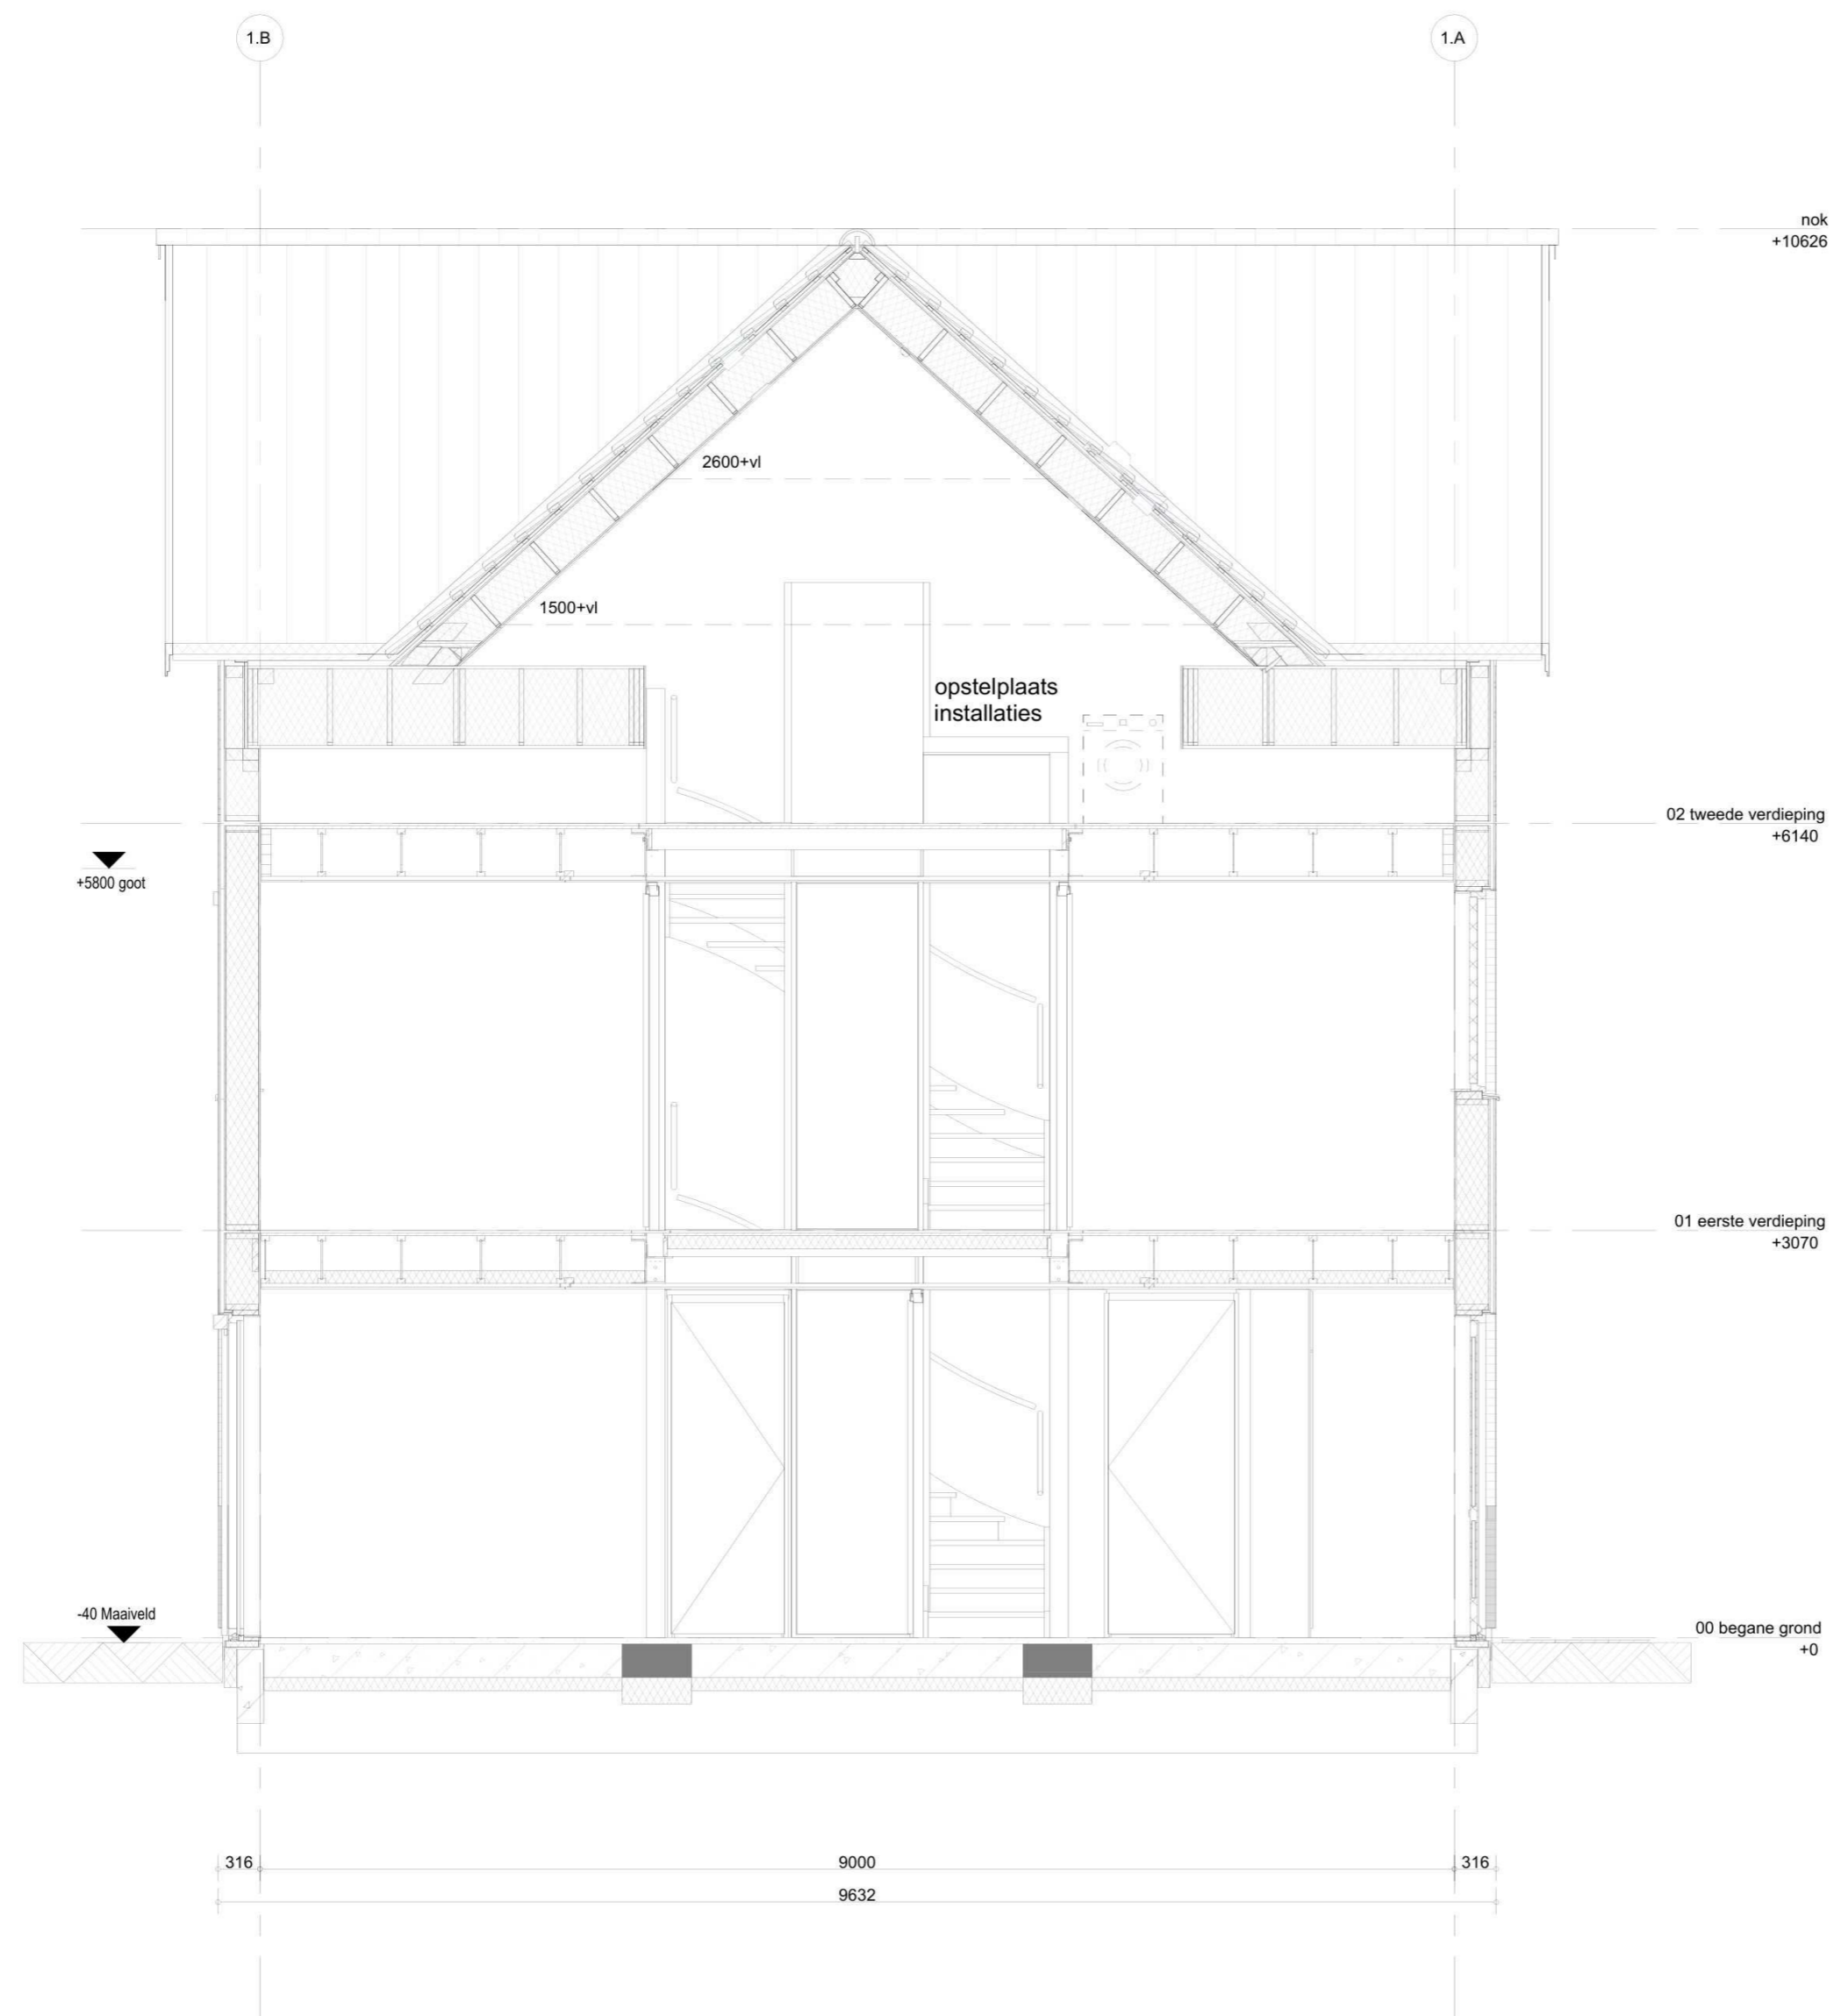 1.B
1.A
nok
+10626
2600+vl
1500+vl
opstelplaats
installaties
02 tweede verdieping
+6140
+5800 goot
01 eerste verdieping
+3070
-40 Maaiveld
00 begane grond
+0
316
9000
316
9632